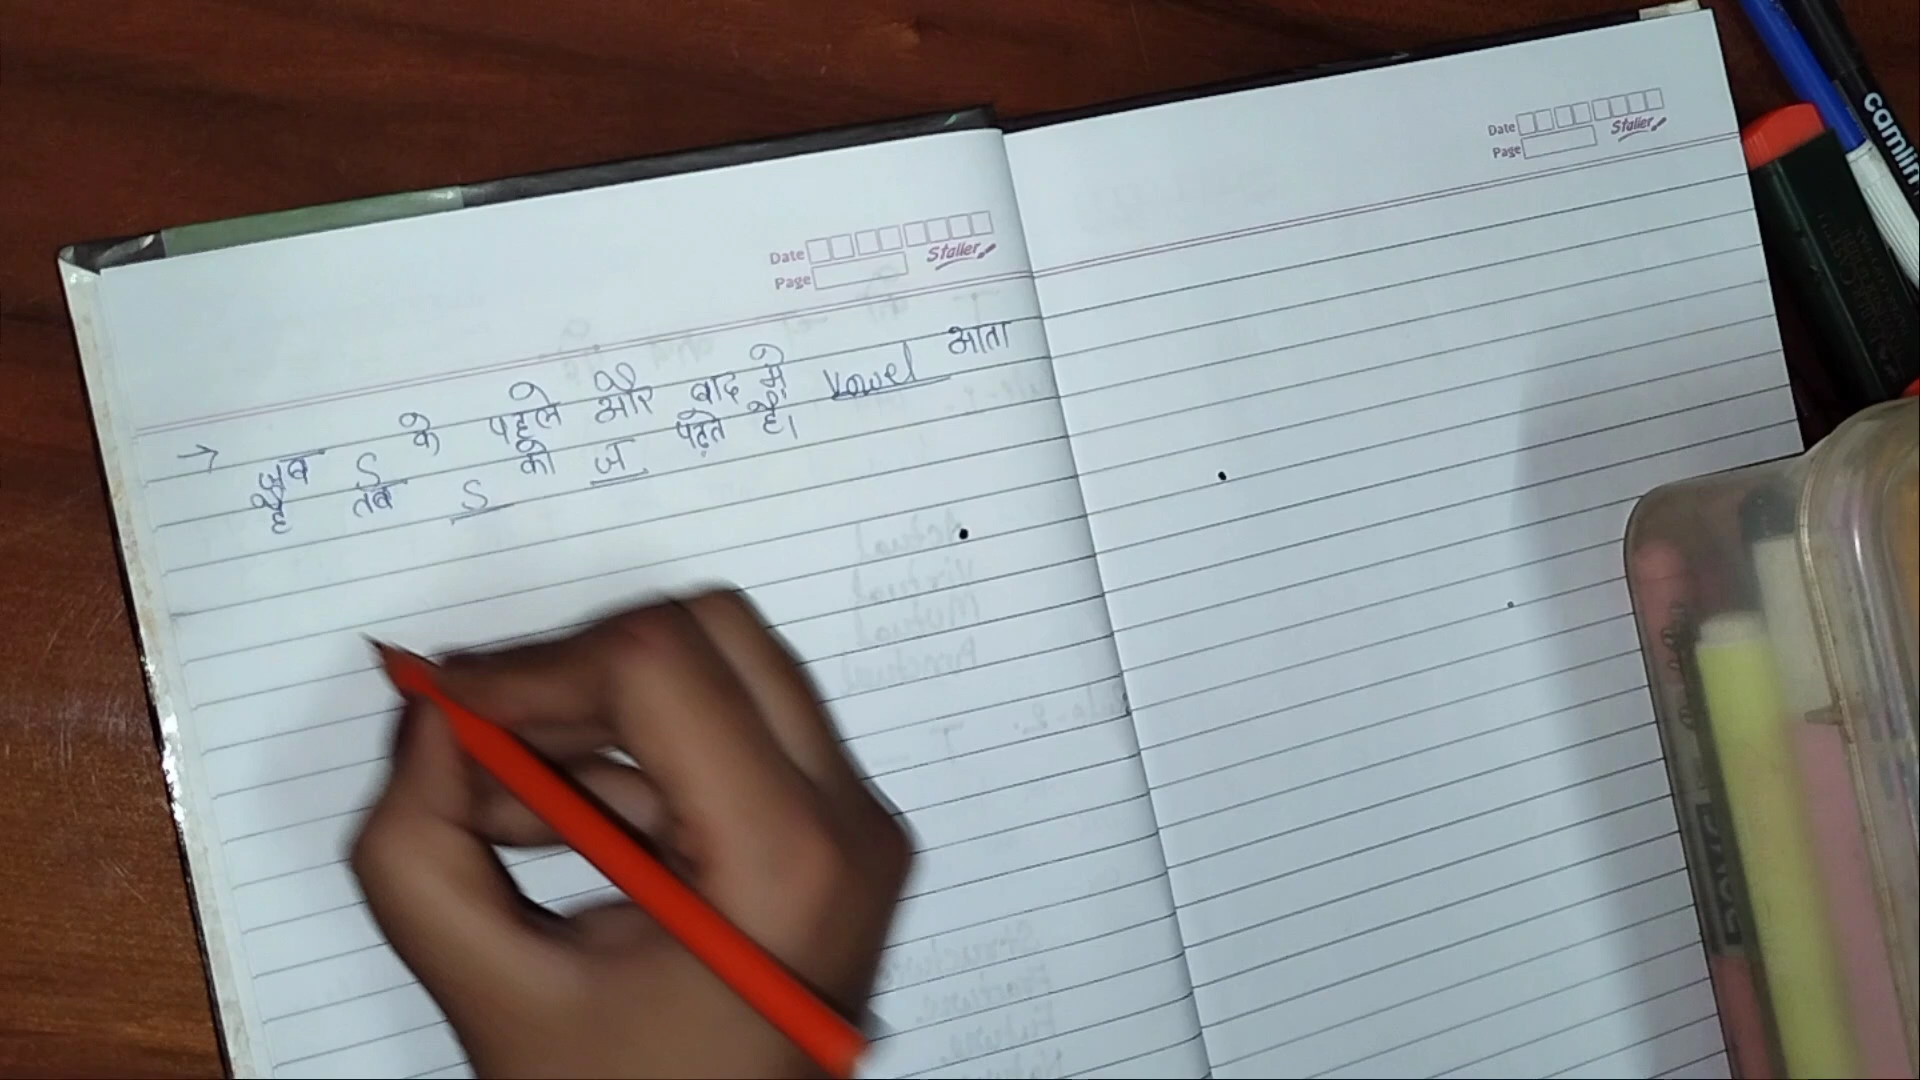 Date
Page
Staller
Date
Page
Staller
→ जब S के पहले और बाद में vowel आता
है तब S को ज पढ़ते है।
camlin